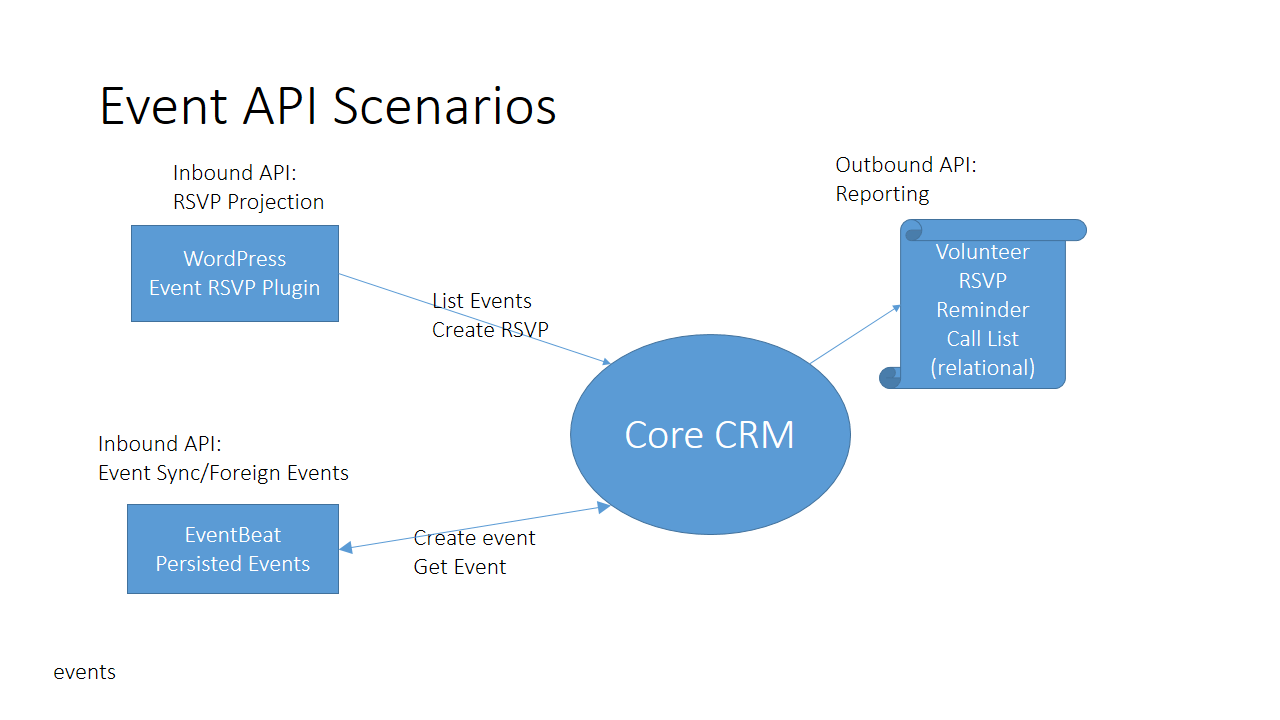 Event API Scenarios
Inbound API:
RSVP Projection
WordPress
Event RSVP Plugin
List Events
Create RSVP
Outbound API:
Reporting
Volunteer
RSVP
Reminder
Call List
(relational)
Core CRM
Inbound API:
Event Sync/Foreign Events
EventBeat
Persisted Events
Create event
Get Event
events